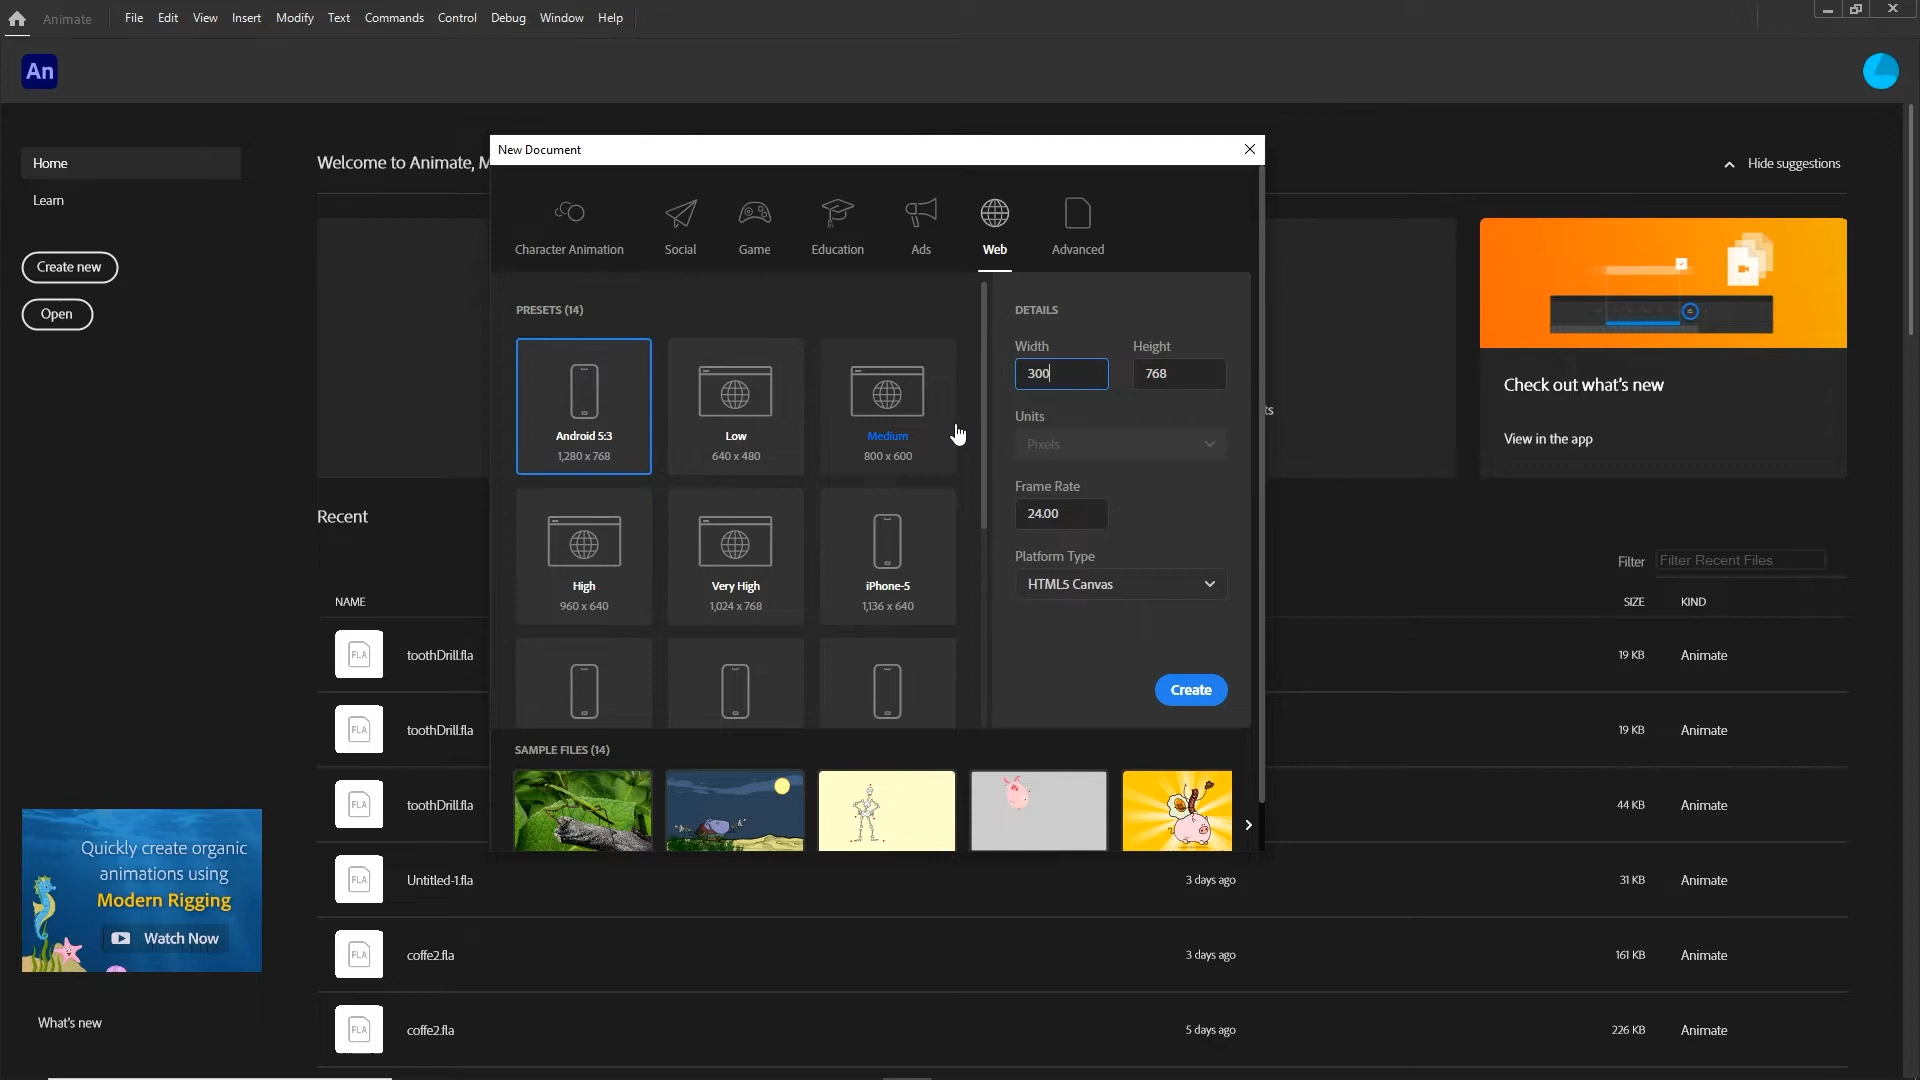 Animate
File
Edit
View
Insert
Modify
Text
Commands
Control
Debug
Window
Help
An
Home
Learn
Create new
Open
Welcome to Animate, M
Hide suggestions
New Document
Character Animation
Social
Game
Education
Ads
Web
Advanced
PRESETS (14)
Android 5:3
1,280 x 768
Low
640 x 480
Medium
800 x 600
High
960 x 640
Very High
1,024 x 768
iPhone-5
1,136 x 640
DETAILS
Width
Height
300
768
Units
Pixels
Frame Rate
24.00
Platform Type
HTML5 Canvas
Create
SAMPLE FILES (14)
ts
Check out what's new
View in the app
Recent
Filter
Filter Recent Files
NAME
SIZE
KIND
FLA
toothDrill.fla
19 KB
Animate
FLA
toothDrill.fla
19 KB
Animate
FLA
toothDrill.fla
44 KB
Animate
FLA
Untitled-1.fla
3 days ago
31 KB
Animate
FLA
coffe2.fla
3 days ago
161 KB
Animate
FLA
coffe2.fla
5 days ago
226 KB
Animate
Quickly create organic
animations using
Modern Rigging
Watch Now
What's new